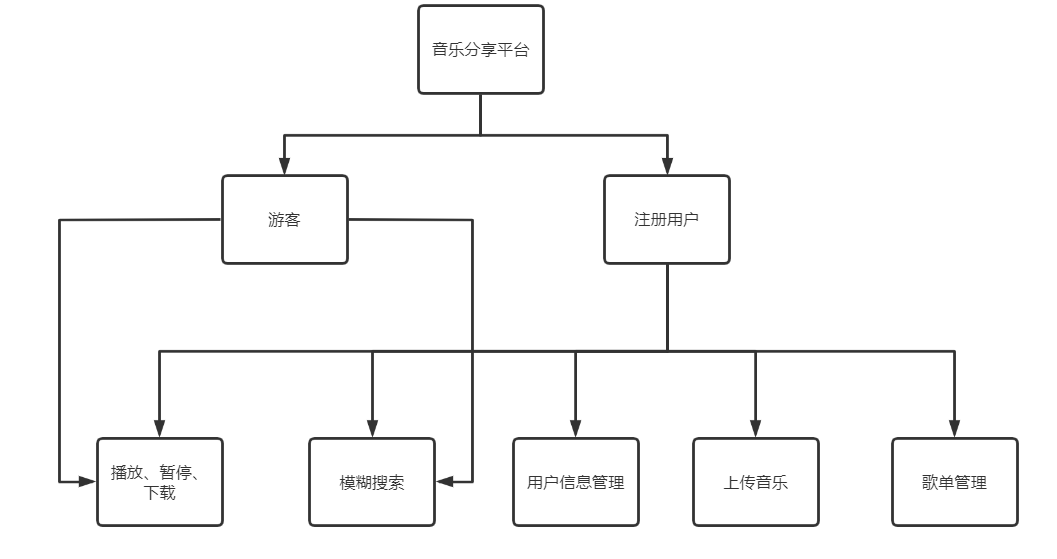 音乐分享平台
游客
注册用户
播放、暂停、
下载
模糊搜索
用户信息管理
上传音乐
歌单管理